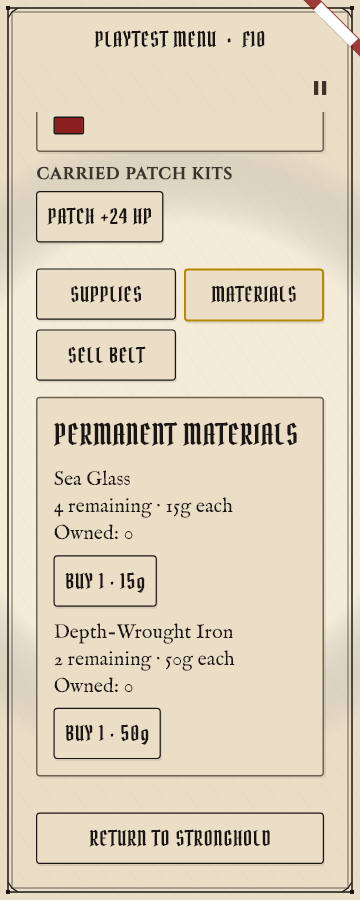 PLAYTEST MENU · F10
CARRIED PATCH KITS
PATCH +24 HP
SUPPLIES
MATERIALS
SELL BELT
PERMANENT MATERIALS
Sea Glass
4 remaining · 15g each
Owned: 0
BUY 1 · 15g
Depth-Wrought Iron
2 remaining · 50g each
Owned: 0
BUY 1 · 50g
RETURN TO STRONGHOLD